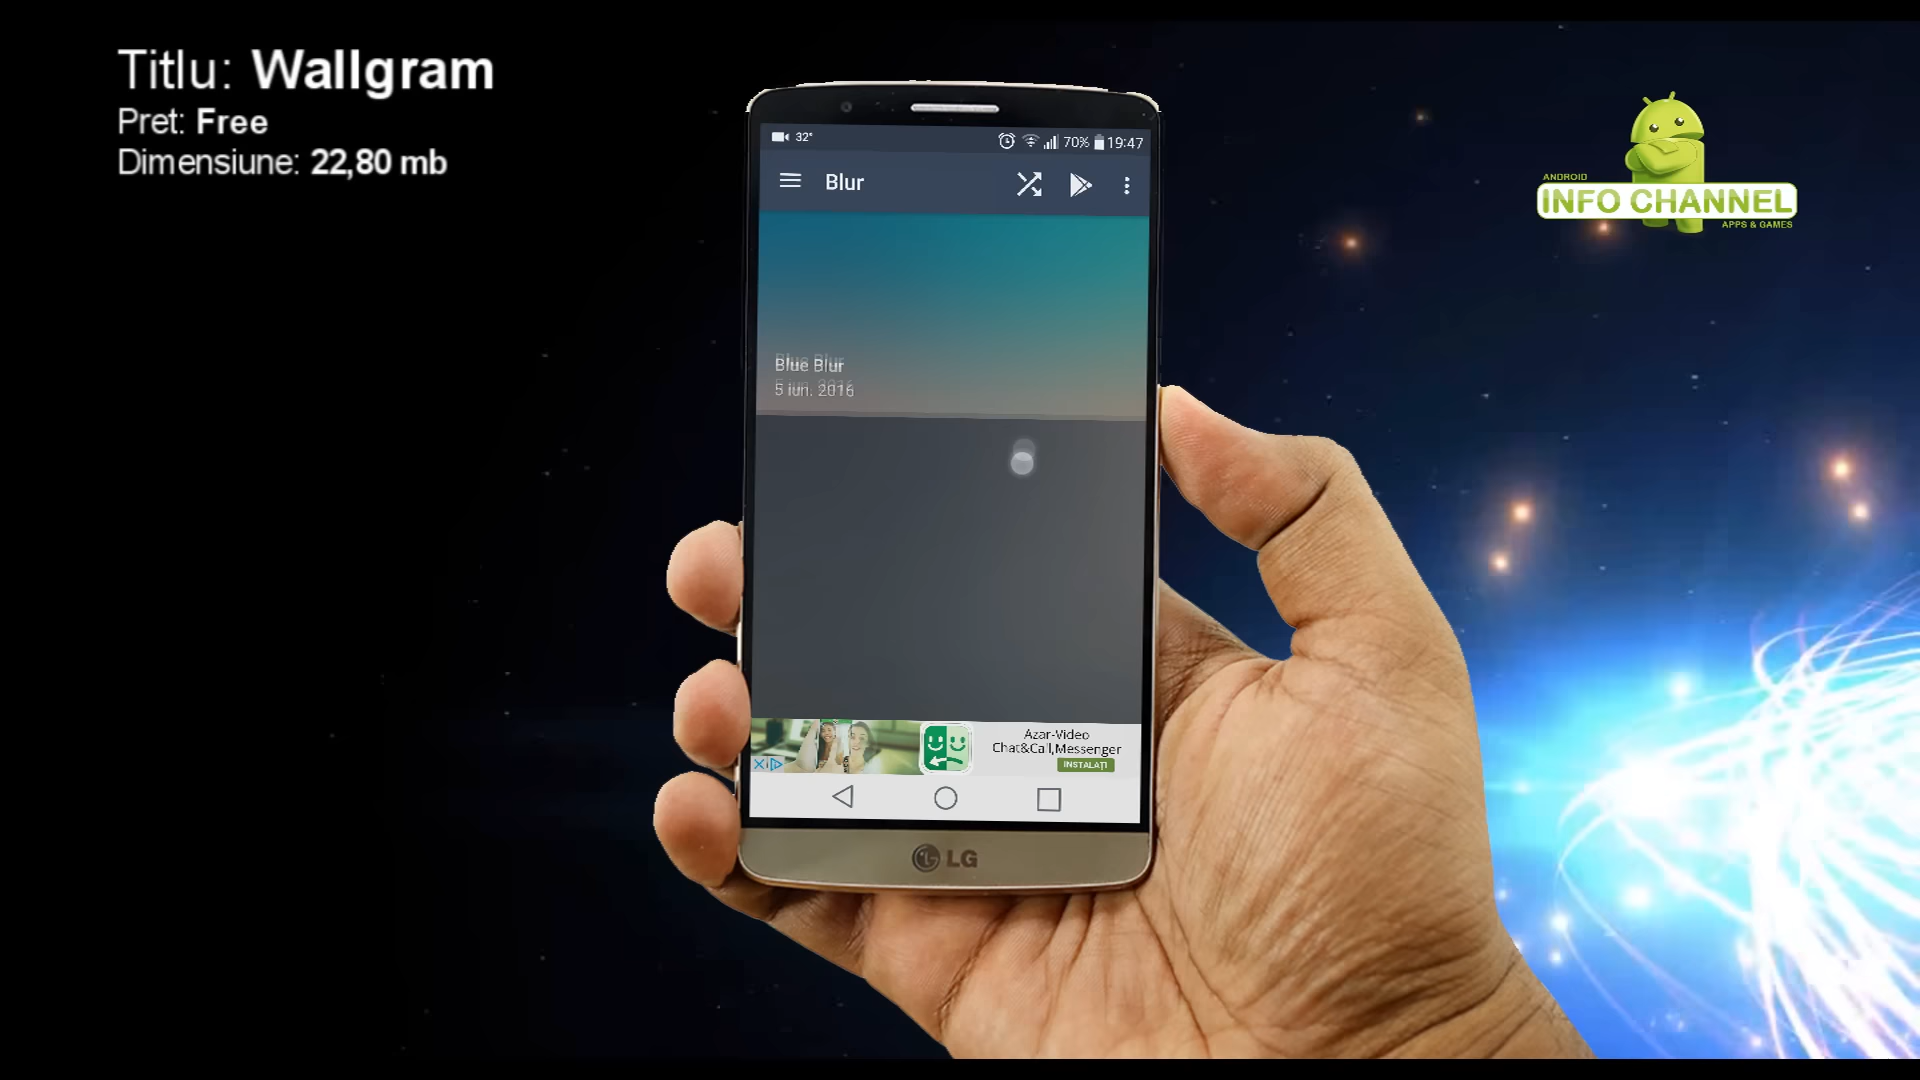 Titlu: Wallgram
Pret: Free
Dimensiune: 22,80 mb
ANDROID
INFO CHANNEL
APPS & GAMES
32°
70%
19:47
Blur
Blue Blur
5 iun. 2016
Azar-Video
Chat&Call,Messenger
INSTALAȚI
LG